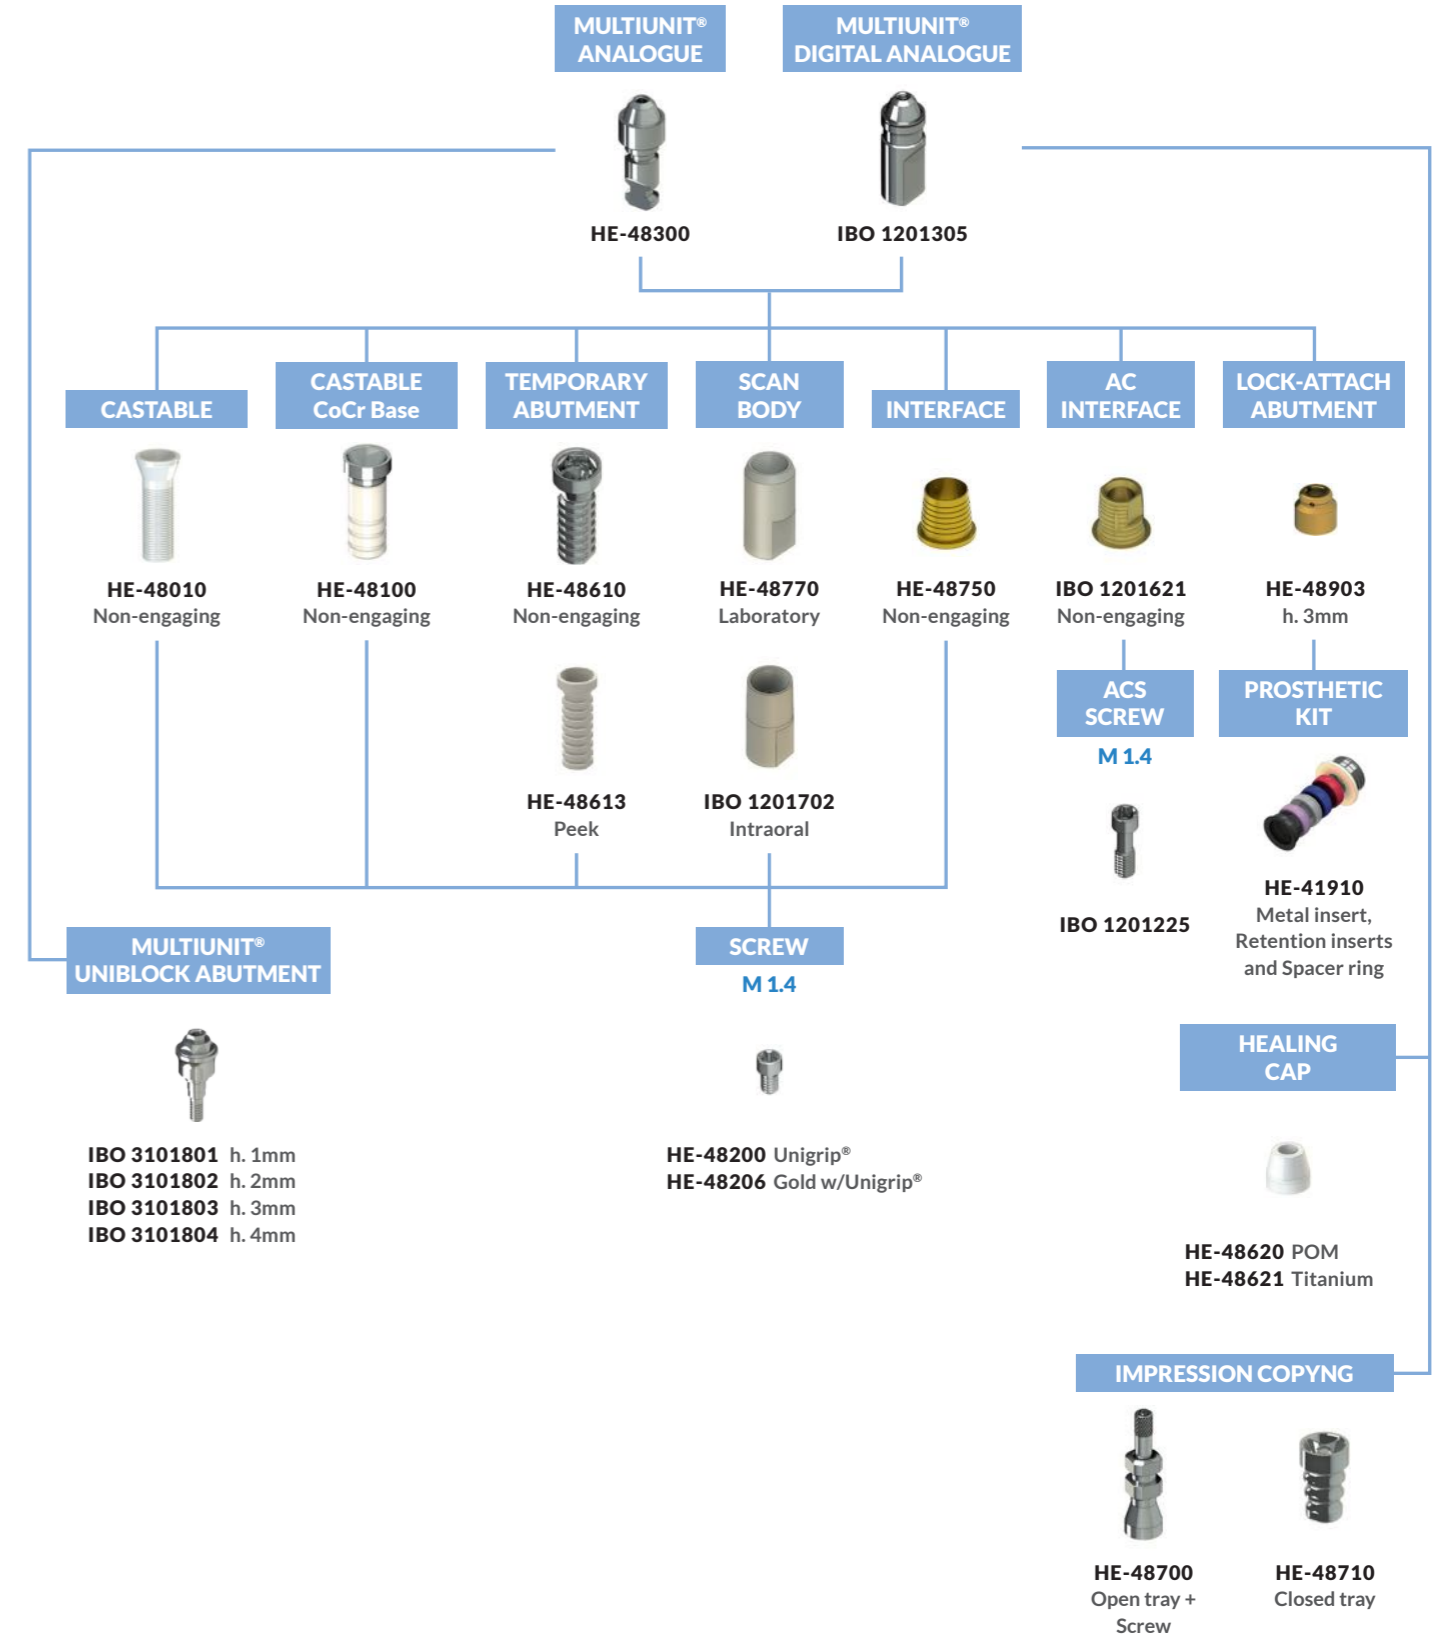 MULTIUNIT®
ANALOGUE
MULTIUNIT®
DIGITAL ANALOGUE
HE-48300
IBO 1201305
CASTABLE
CASTABLE
CoCr Base
TEMPORARY
ABUTMENT
SCAN
BODY
INTERFACE
AC
INTERFACE
LOCK-ATTACH
ABUTMENT
HE-48010
Non-engaging
HE-48100
Non-engaging
HE-48610
Non-engaging
HE-48770
Laboratory
HE-48750
Non-engaging
IBO 1201621
Non-engaging
HE-48903
h. 3mm
HE-48613
Peek
IBO 1201702
Intraoral
ACS
SCREW
M 1.4
IBO 1201225
PROSTHETIC
KIT
HE-41910
Metal insert,
Retention inserts
and Spacer ring
MULTIUNIT®
UNIBLOCK ABUTMENT
IBO 3101801 h. 1mm
IBO 3101802 h. 2mm
IBO 3101803 h. 3mm
IBO 3101804 h. 4mm
SCREW
M 1.4
HE-48200 Unigrip®
HE-48206 Gold w/Unigrip®
HEALING
CAP
HE-48620 POM
HE-48621 Titanium
IMPRESSION COPYNG
HE-48700
Open tray +
Screw
HE-48710
Closed tray